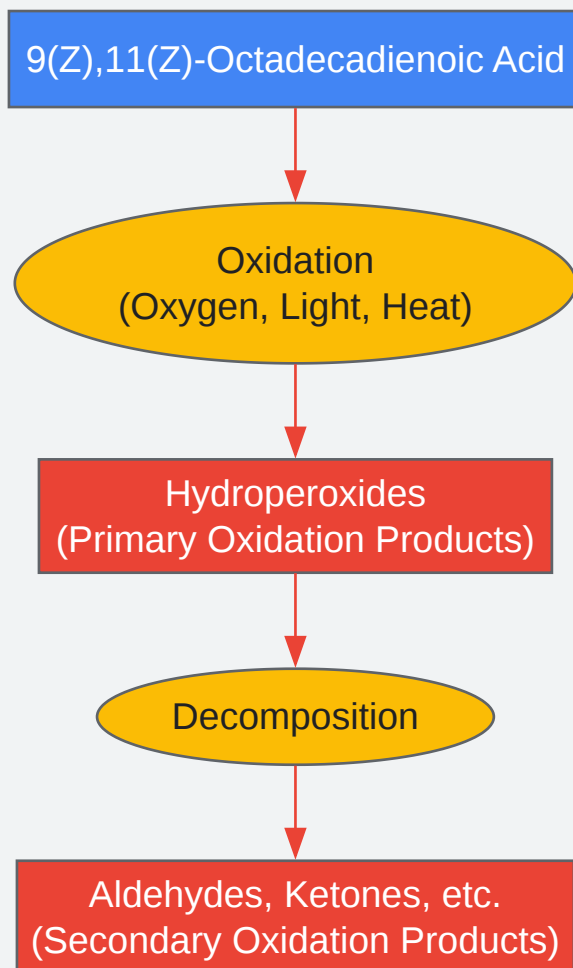 9(Z),11(Z)-Octadecadienoic Acid
Oxidation
(Oxygen, Light, Heat)
Hydroperoxides
(Primary Oxidation Products)
Decomposition
Aldehydes, Ketones, etc.
(Secondary Oxidation Products)